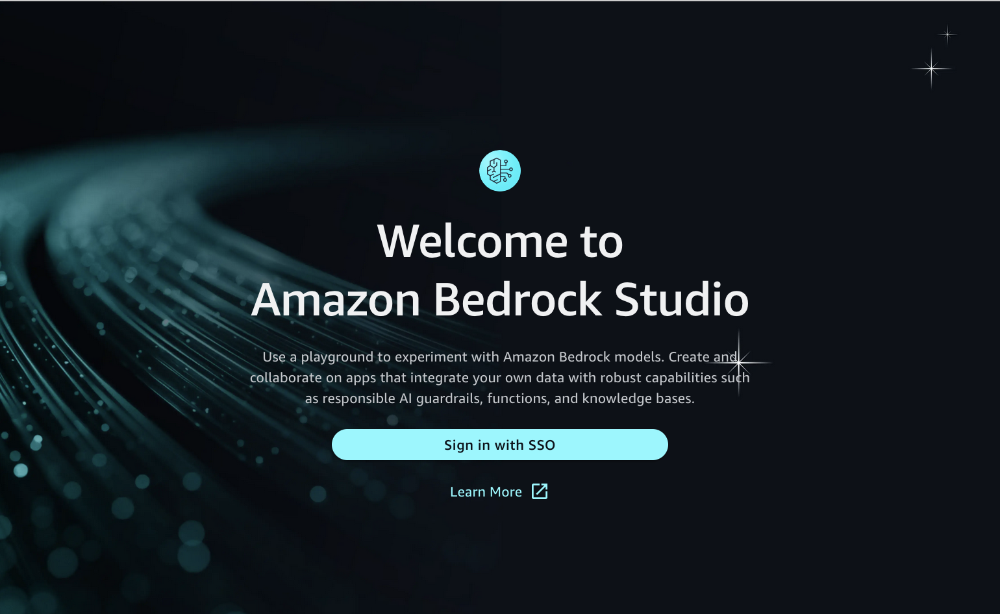 Welcome to
Amazon Bedrock Studio
Use a playground to experiment with Amazon Bedrock models. Create and
collaborate on apps that integrate your own data with robust capabilities such
as responsible AI guardrails, functions, and knowledge bases.
Sign in with SSO
Learn More